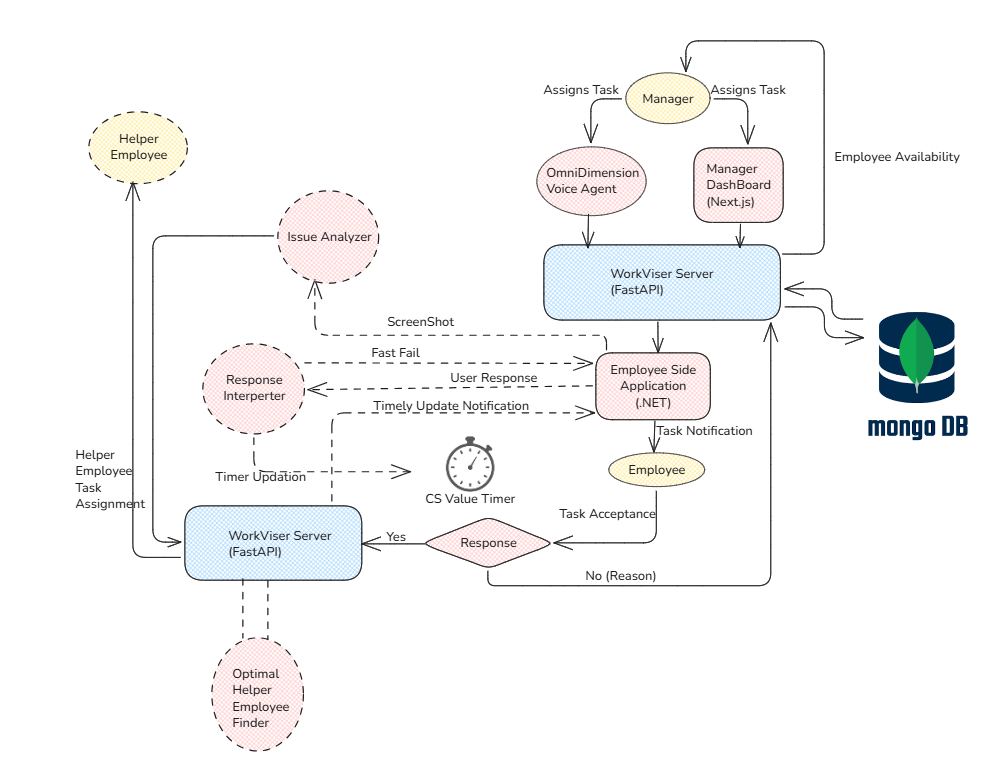 Assigns Task
Manager
Assigns Task
Helper
Employee
OmniDimension
Voice Agent
Manager
DashBoard
(Next.js)
Employee Availability
Issue Analyzer
WorkViser Server
(FastAPI)
ScreenShot
Fast Fail
Response
Interperter
User Response
Employee Side
Application
(.NET)
Timely Update Notification
mongo DB
Task Notification
Helper
Employee
Task
Assignment
Timer Updation
Employee
CS Value Timer
Task Acceptance
WorkViser Server
(FastAPI)
Yes
Response
No (Reason)
Optimal
Helper
Employee
Finder